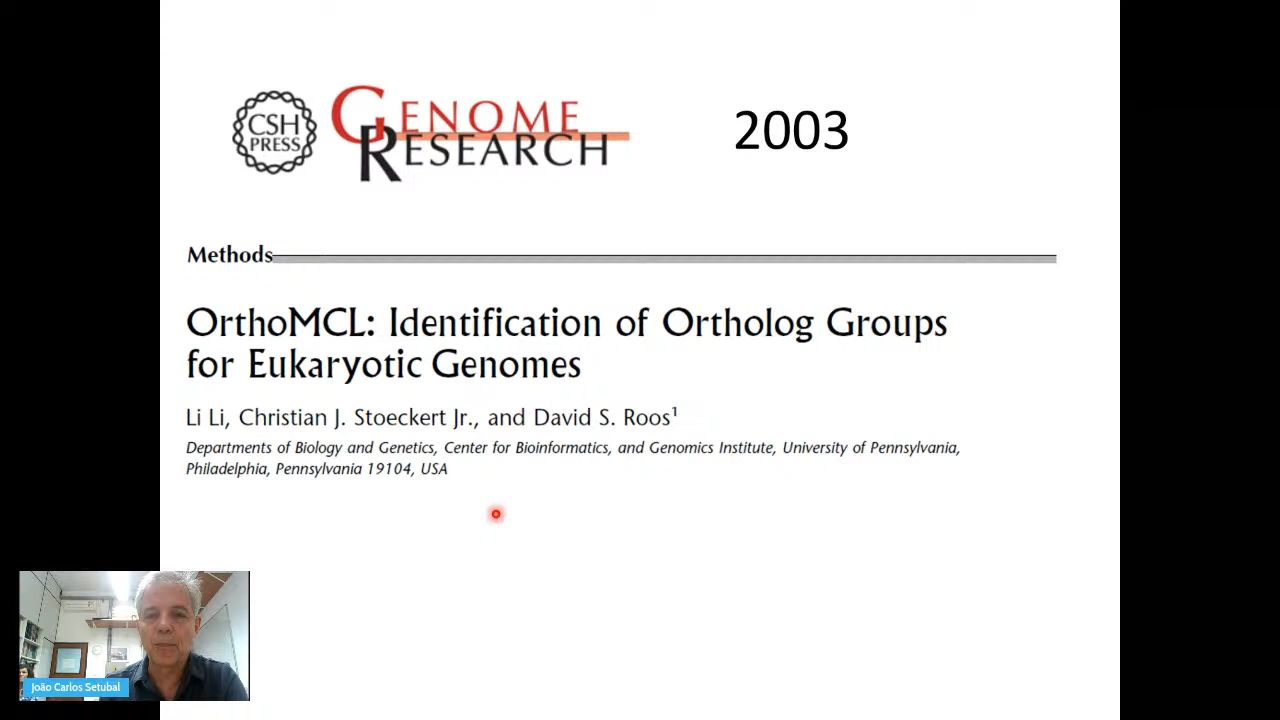 CSH
PRESS
GENOME
RESEARCH
2003
Methods
OrthoMCL: Identification of Ortholog Groups
for Eukaryotic Genomes
Li Li, Christian J. Stoeckert Jr., and David S. Roos¹
Departments of Biology and Genetics, Center for Bioinformatics, and Genomics Institute, University of Pennsylvania,
Philadelphia, Pennsylvania 19104, USA
João Carlos Setubal